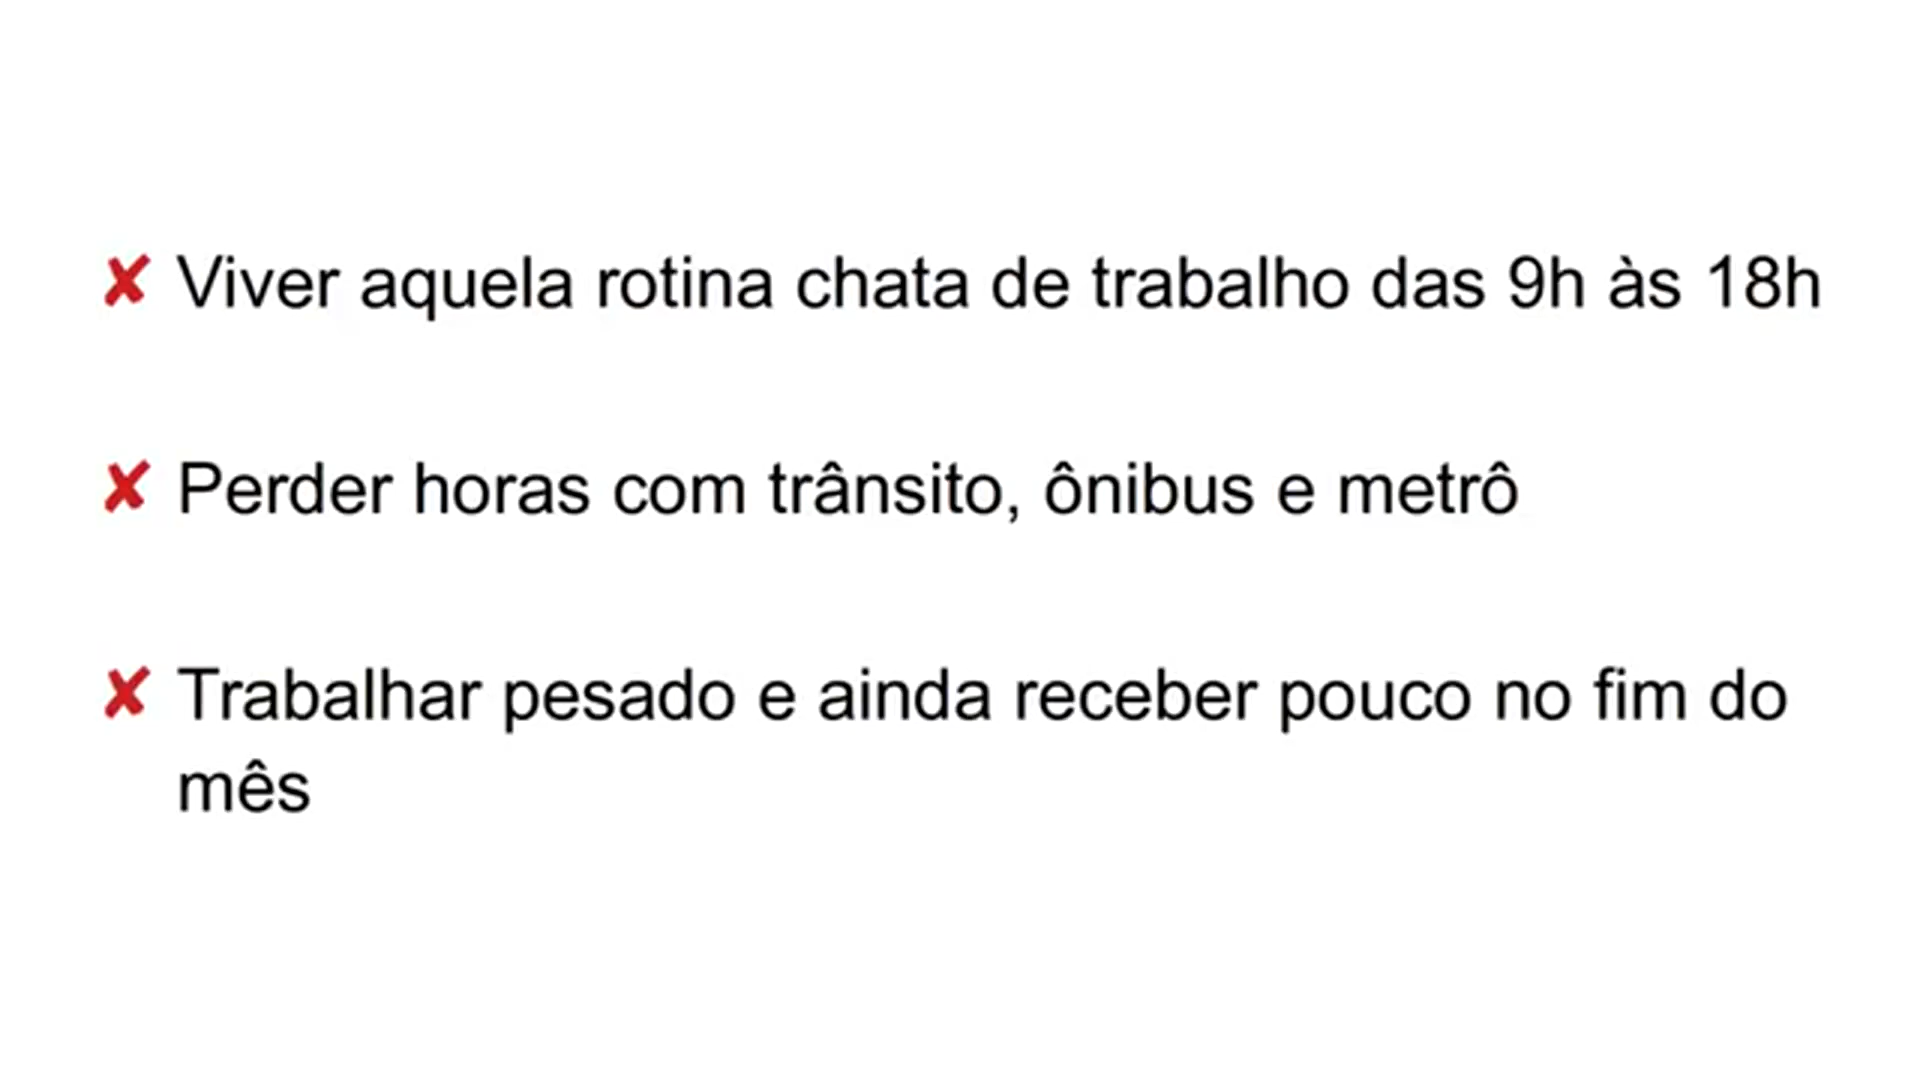 ✘ Viver aquela rotina chata de trabalho das 9h às 18h
✘ Perder horas com trânsito, ônibus e metrô
✘ Trabalhar pesado e ainda receber pouco no fim do
mês